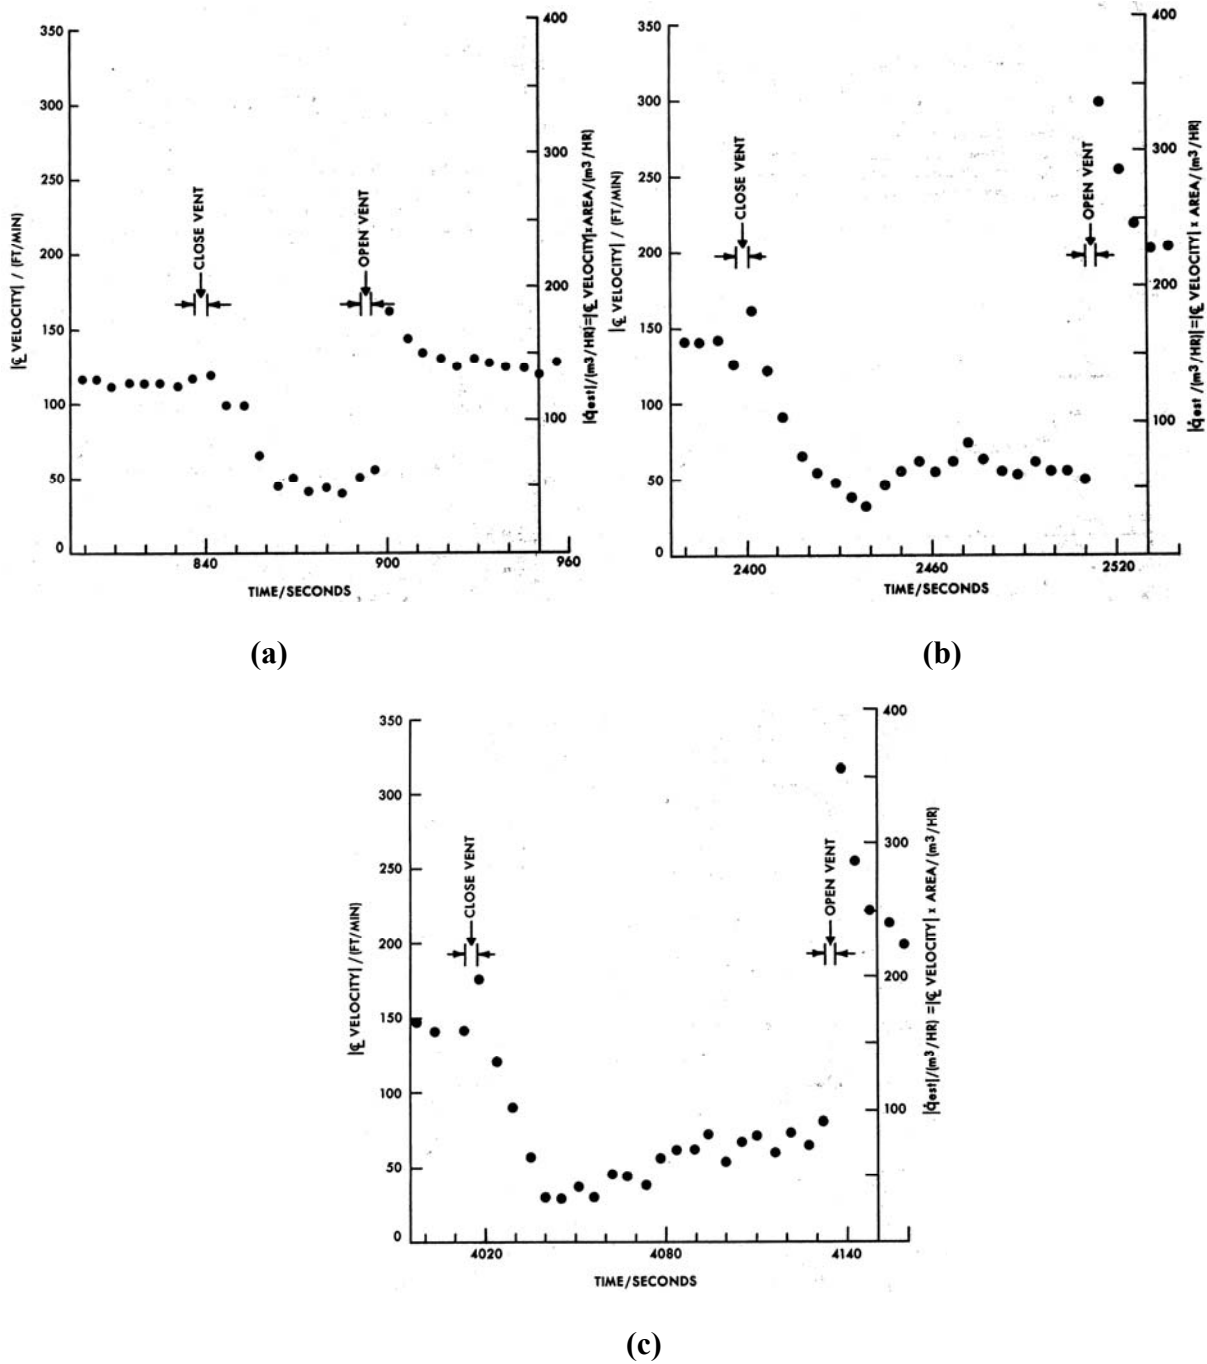 350
300
250
200
150
100
50
0
|℄ VELOCITY| / (FT/MIN)
CLOSE VENT
OPEN VENT
400
300
200
100
|q̇est|/(m3/HR)=|℄ VELOCITY|x AREA/(m3/HR)
840
900
960
TIME/SECONDS
(a)
350
300
250
200
150
100
50
0
|℄ VELOCITY| / (FT/MIN)
CLOSE VENT
OPEN VENT
400
300
200
100
|q̇est /(m3/HR)|=|℄ VELOCITY| x AREA/(m3/HR)
2400
2460
2520
TIME/SECONDS
(b)
350
300
250
200
150
100
50
0
|℄ VELOCITY| / (FT/MIN)
CLOSE VENT
OPEN VENT
400
300
200
100
|q̇est|/(m3/HR) =|℄ VELOCITY| x AREA/(m3/HR)
4020
4080
4140
TIME/SECONDS
(c)